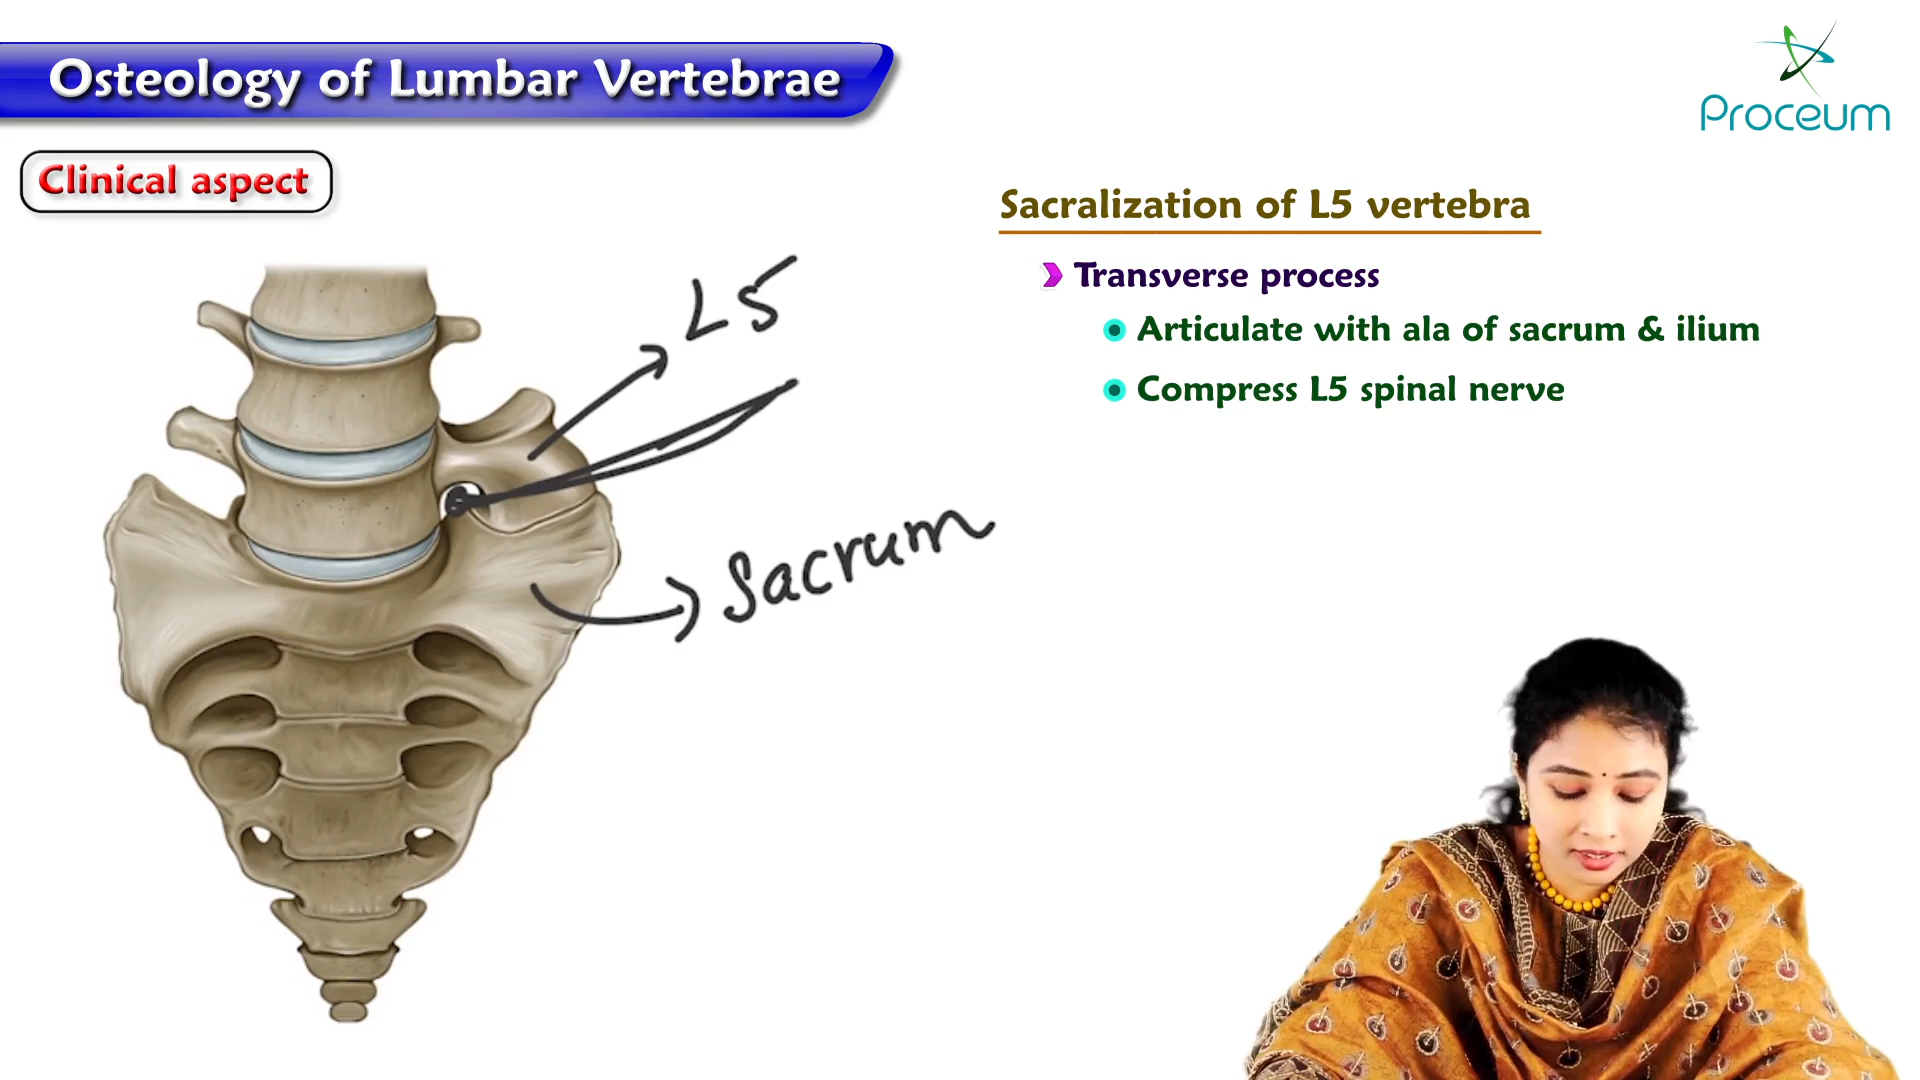 Osteology of Lumbar Vertebrae
Proceum
Clinical aspect
Sacralization of L5 vertebra
Transverse process
Articulate with ala of sacrum & ilium
Compress L5 spinal nerve
L5
Sacrum